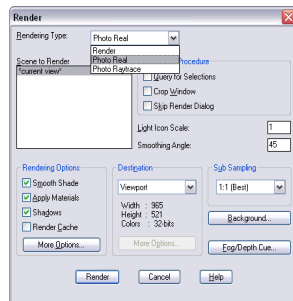 Render
Rendering Type: Photo Real
Render
Photo Real
Photo Raytrace
Scene to Render
*current view*
Procedure
Query for Selections
Crop Window
Skip Render Dialog
Light Icon Scale: 1
Smoothing Angle: 45
Rendering Options
Smooth Shade
Apply Materials
Shadows
Render Cache
More Options...
Destination
Viewport
Width : 965
Height : 521
Colors : 32-bits
More Options...
Sub Sampling
1:1 (Best)
Background...
Fog/Depth Cue...
Render
Cancel
Help